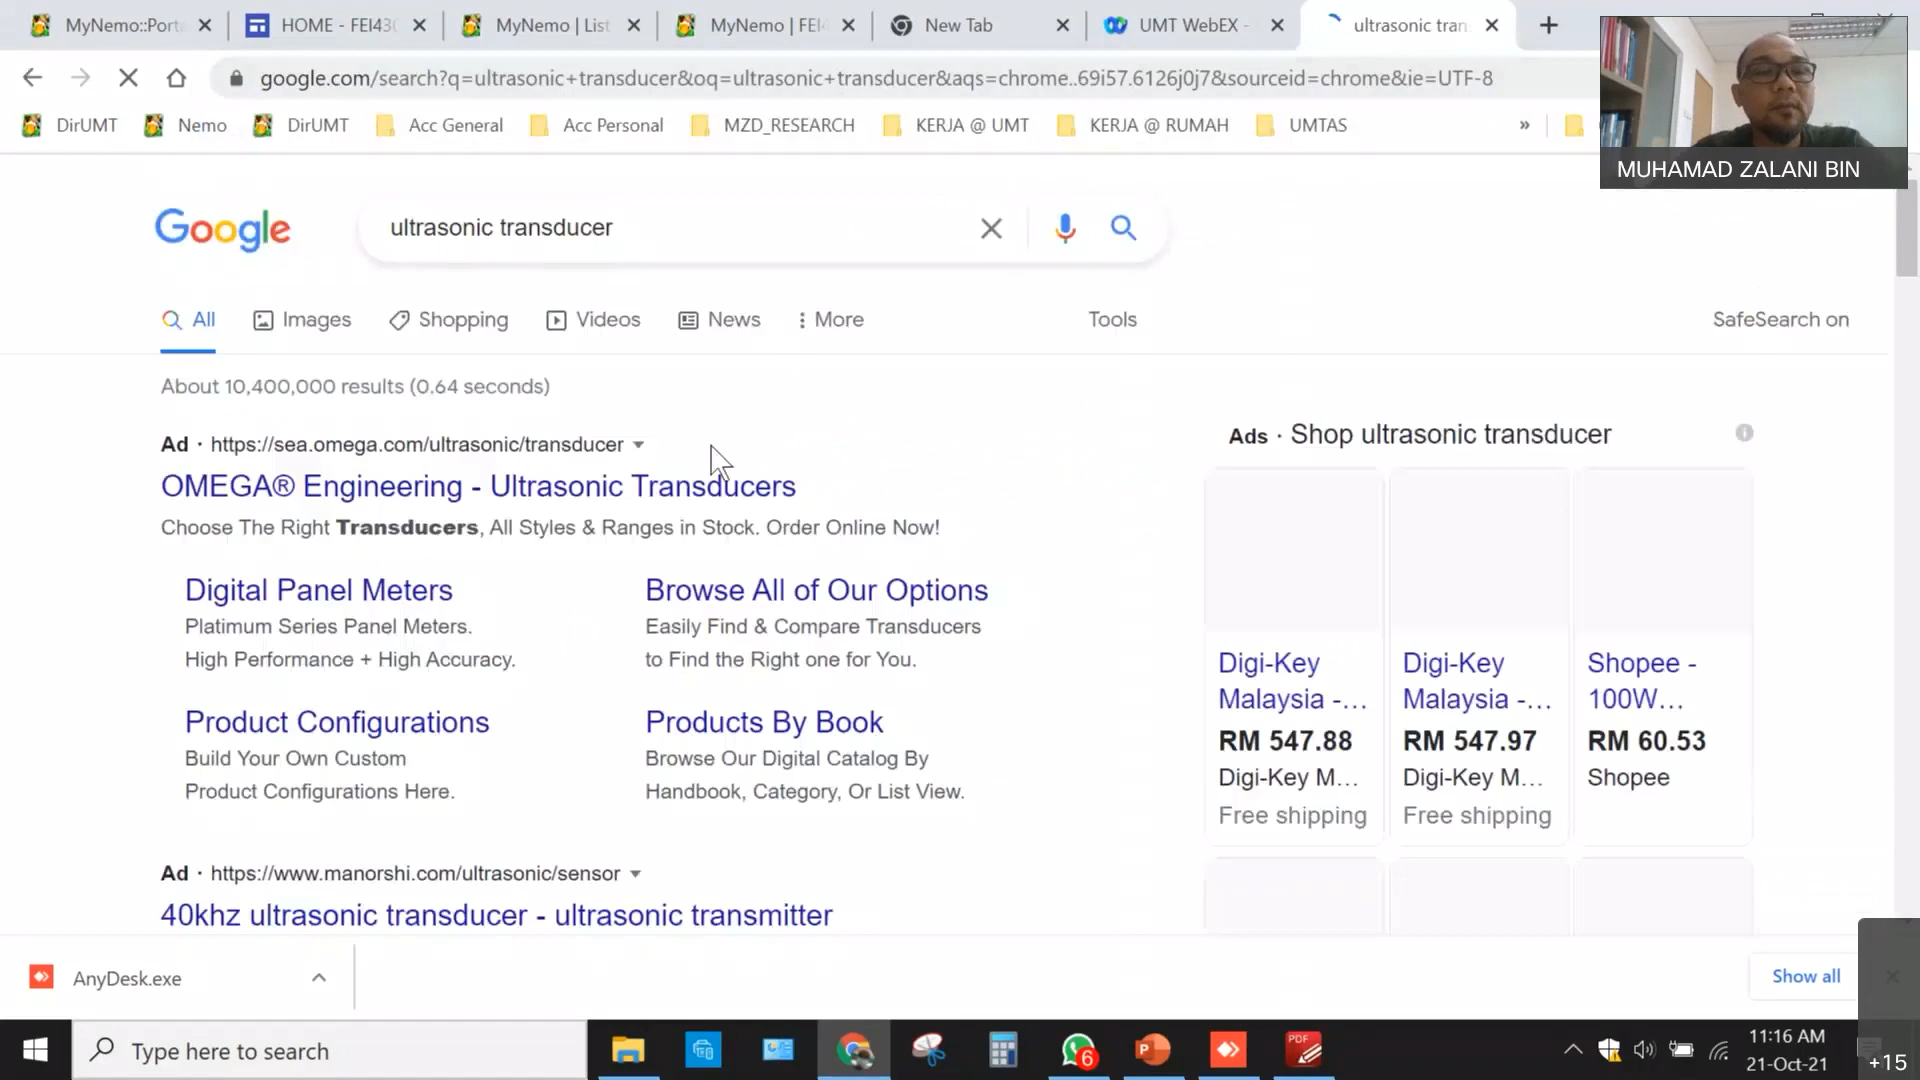 MyNemo::Porta
HOME - FEI430
MyNemo | List
MyNemo | FEI4
New Tab
UMT WebEX -
ultrasonic tran
google.com/search?q=ultrasonic+transducer&oq=ultrasonic+transducer&aqs=chrome..69i57.6126j0j7&sourceid=chrome&ie=UTF-8
DirUMT
Nemo
DirUMT
Acc General
Acc Personal
MZD_RESEARCH
KERJA @ UMT
KERJA @ RUMAH
UMTAS
»
MUHAMAD ZALANI BIN
Google
ultrasonic transducer
All
Images
Shopping
Videos
News
More
Tools
SafeSearch on
About 10,400,000 results (0.64 seconds)
Ad · https://sea.omega.com/ultrasonic/transducer
OMEGA® Engineering - Ultrasonic Transducers
Choose The Right Transducers, All Styles & Ranges in Stock. Order Online Now!
Digital Panel Meters
Platimum Series Panel Meters.
High Performance + High Accuracy.
Browse All of Our Options
Easily Find & Compare Transducers
to Find the Right one for You.
Product Configurations
Build Your Own Custom
Product Configurations Here.
Products By Book
Browse Our Digital Catalog By
Handbook, Category, Or List View.
Ad · https://www.manorshi.com/ultrasonic/sensor
40khz ultrasonic transducer - ultrasonic transmitter
Ads · Shop ultrasonic transducer
Digi-Key
Malaysia -...
RM 547.88
Digi-Key M...
Free shipping
Digi-Key
Malaysia -...
RM 547.97
Digi-Key M...
Free shipping
Shopee -
100W...
RM 60.53
Shopee
AnyDesk.exe
Show all
Type here to search
6
P
PDF
11:16 AM
21-Oct-21
+15